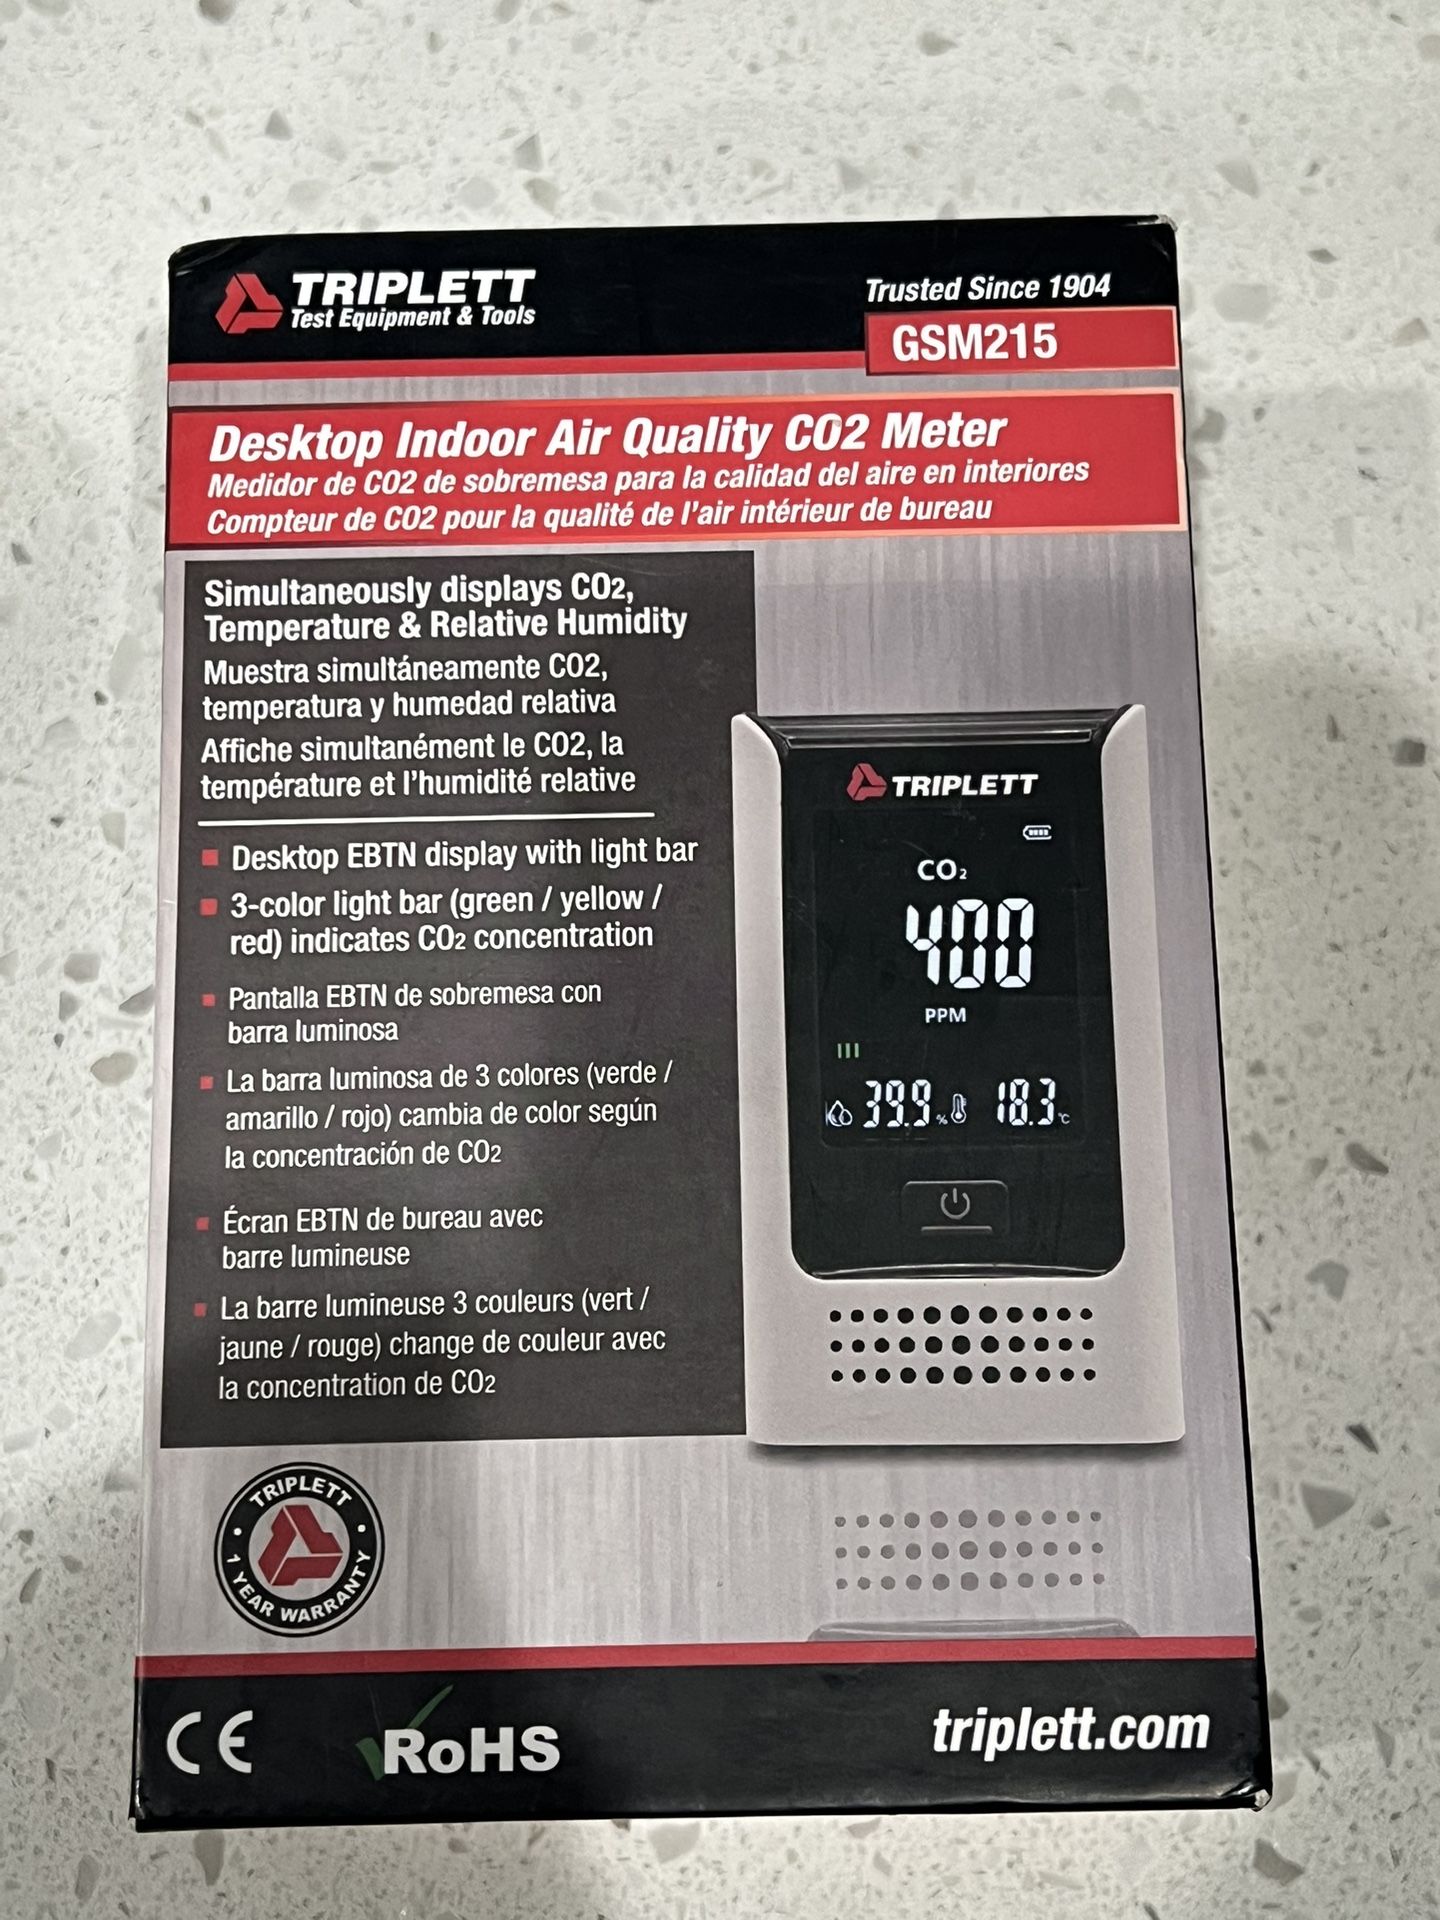 TRIPLETT
Test Equipment & Tools
Trusted Since 1904
GSM215
Desktop Indoor Air Quality CO2 Meter
Medidor de CO2 de sobremesa para la calidad del aire en interiores
Compteur de CO2 pour la qualité de l'air intérieur de bureau
Simultaneously displays CO2,
Temperature & Relative Humidity
Muestra simultáneamente CO2,
temperatura y humedad relativa
Affiche simultanément le CO2, la
température et l'humidité relative
Desktop EBTN display with light bar
3-color light bar (green / yellow /
red) indicates CO2 concentration
Pantalla EBTN de sobremesa con
barra luminosa
La barra luminosa de 3 colores (verde /
amarillo / rojo) cambia de color según
la concentración de CO2
Écran EBTN de bureau avec
barre lumineuse
La barre lumineuse 3 couleurs (vert /
jaune / rouge) change de couleur avec
la concentration de CO2
TRIPLETT
CO2
400
PPM
39.9 % 18.3 °C
TRIPLETT
1 YEAR WARRANTY
CE
RoHS
triplett.com